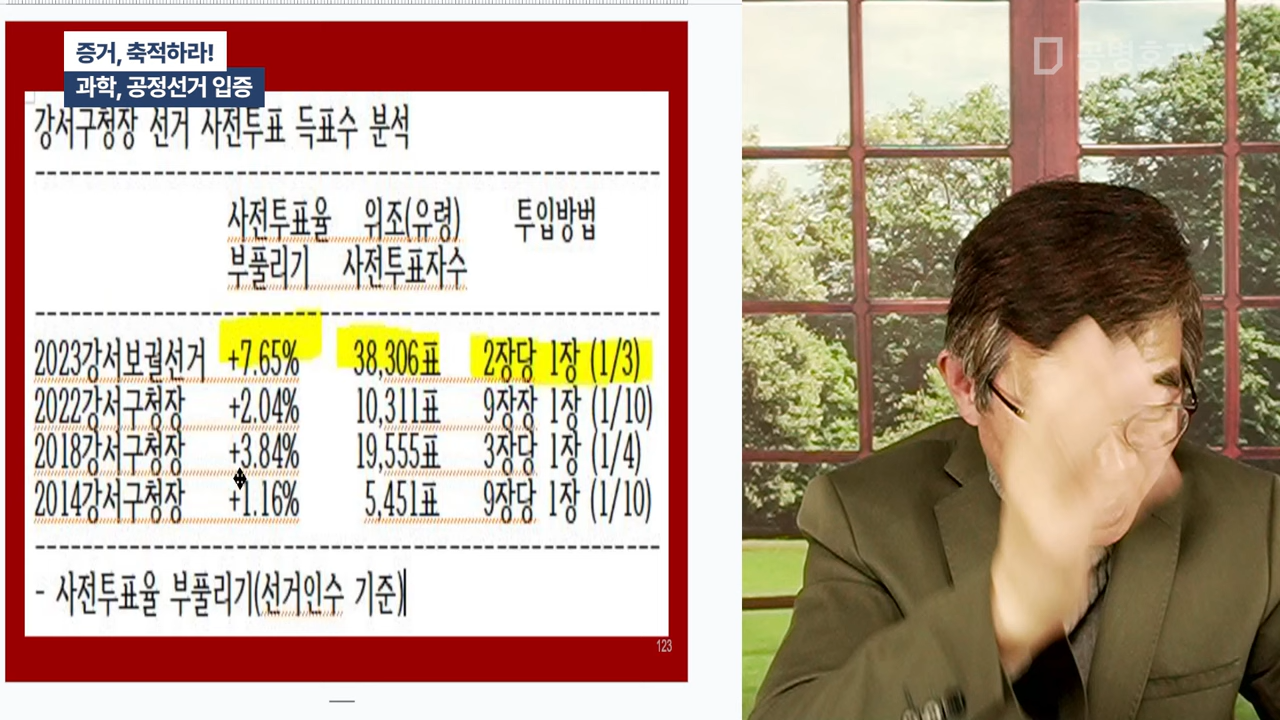 증거, 축적하라!
과학, 공정선거 입증
강서구청장 선거 사전투표 득표수 분석
사전투표율 위조(유령) 투입방법
부풀리기 사전투표자수
2023강서보궐선거 +7.65% 38,306표 2장당 1장 (1/3)
2022강서구청장 +2.04% 10,311표 9장장 1장 (1/10)
2018강서구청장 +3.84% 19,555표 3장당 1장 (1/4)
2014강서구청장 +1.16% 5,451표 9장당 1장 (1/10)
- 사전투표율 부풀리기(선거인수 기준)
123